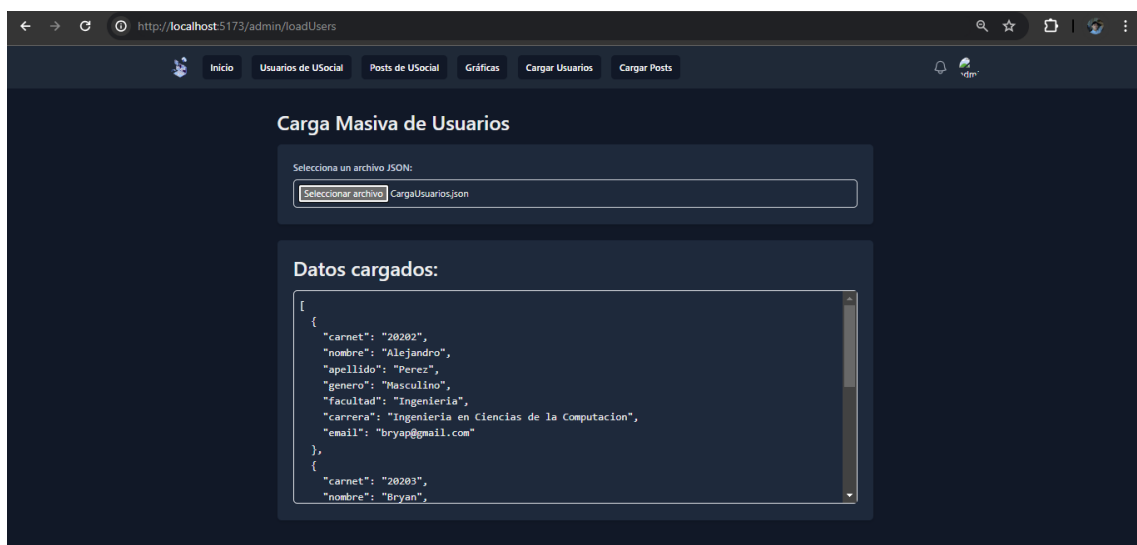 http://localhost:5173/admin/loadUsers
Inicio Usuarios de USocial Posts de USocial Gráficas Cargar Usuarios Cargar Posts
Carga Masiva de Usuarios
Selecciona un archivo JSON:
Seleccionar archivo CargaUsuarios.json
Datos cargados:
[
{
"carnet": "20202",
"nombre": "Alejandro",
"apellido": "Perez",
"genero": "Masculino",
"facultad": "Ingenieria",
"carrera": "Ingenieria en Ciencias de la Computacion",
"email": "bryap@gmail.com"
},
{
"carnet": "20203",
"nombre": "Bryan",